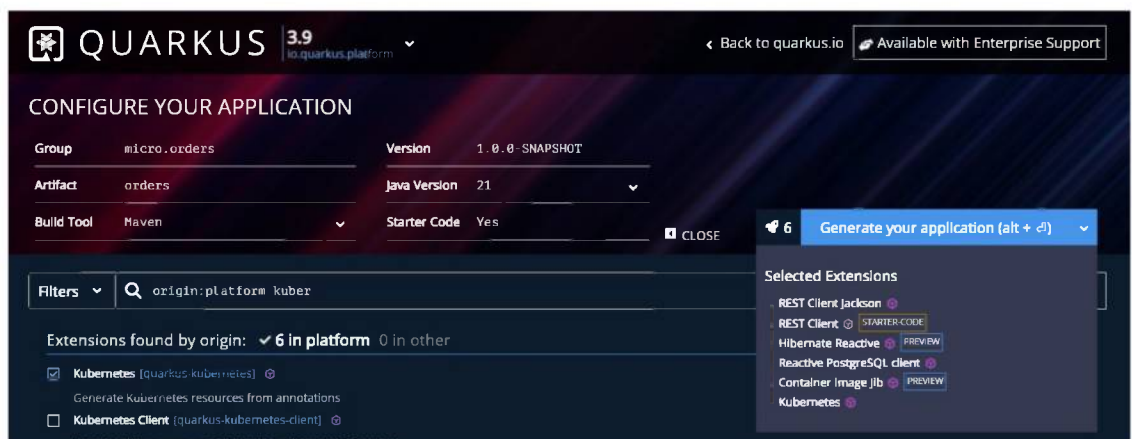 QUARKUS 3.9 io.quarkus.platform
Back to quarkus.io Available with Enterprise Support
CONFIGURE YOUR APPLICATION
Group micro.orders Version 1.0.0-SNAPSHOT
Artifact orders Java Version 21
Build Tool Maven Starter Code Yes
CLOSE
6 Generate your application (alt + ⏎)
Selected Extensions
REST Client Jackson
REST Client STARTER-CODE
Hibernate Reactive PREVIEW
Reactive PostgreSQL client
Container Image Jib PREVIEW
Kubernetes
Filters origin:platform kuber
Extensions found by origin: 6 in platform 0 in other
Kubernetes [quarkus-kubernetes]
Generate Kubernetes resources from annotations
Kubernetes Client [quarkus-kubernetes-client]